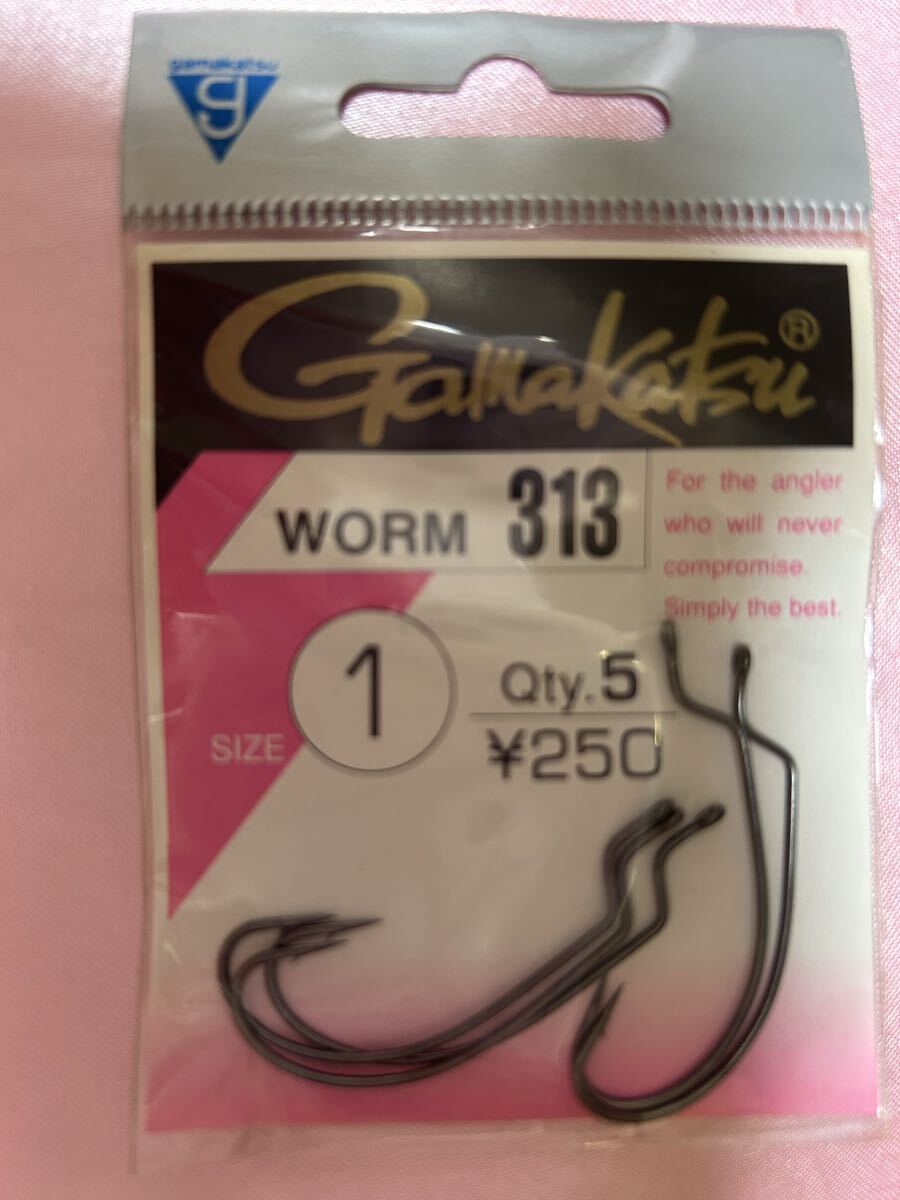 gamakatsu
g
Gamakatsu®
WORM 313
For the angler
who will never
compromise.
Simply the best.
SIZE 1
Qty.5
¥250